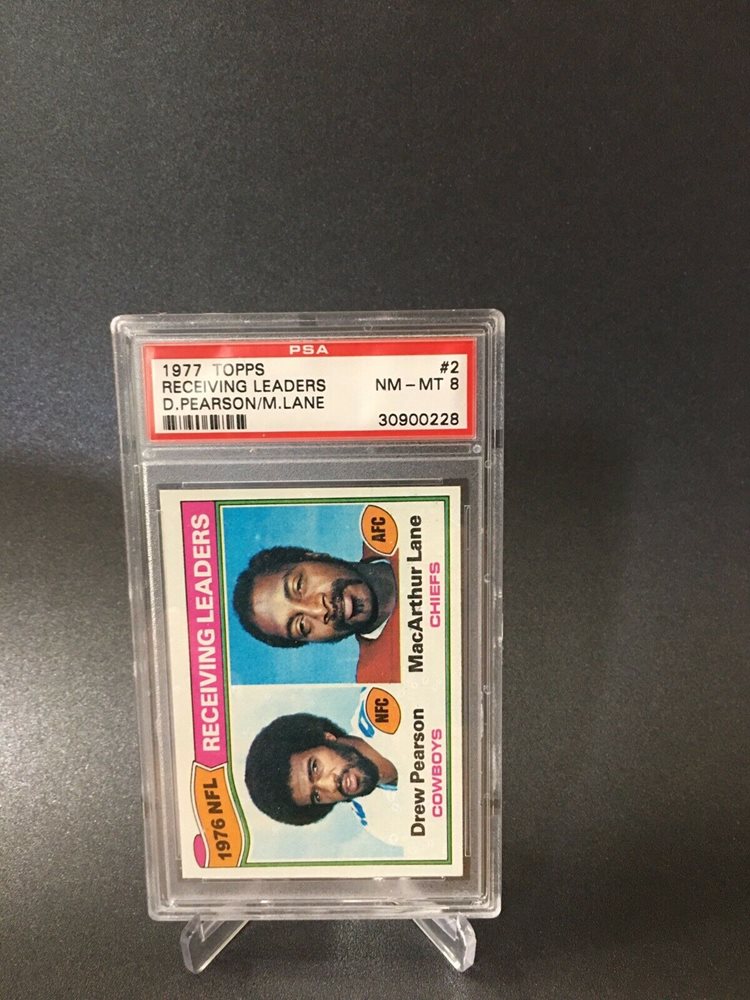 PSA
1977 TOPPS #2
RECEIVING LEADERS NM - MT 8
D.PEARSON/M.LANE
30900228
1976 NFL RECEIVING LEADERS
NFC
AFC
Drew Pearson
COWBOYS
MacArthur Lane
CHIEFS